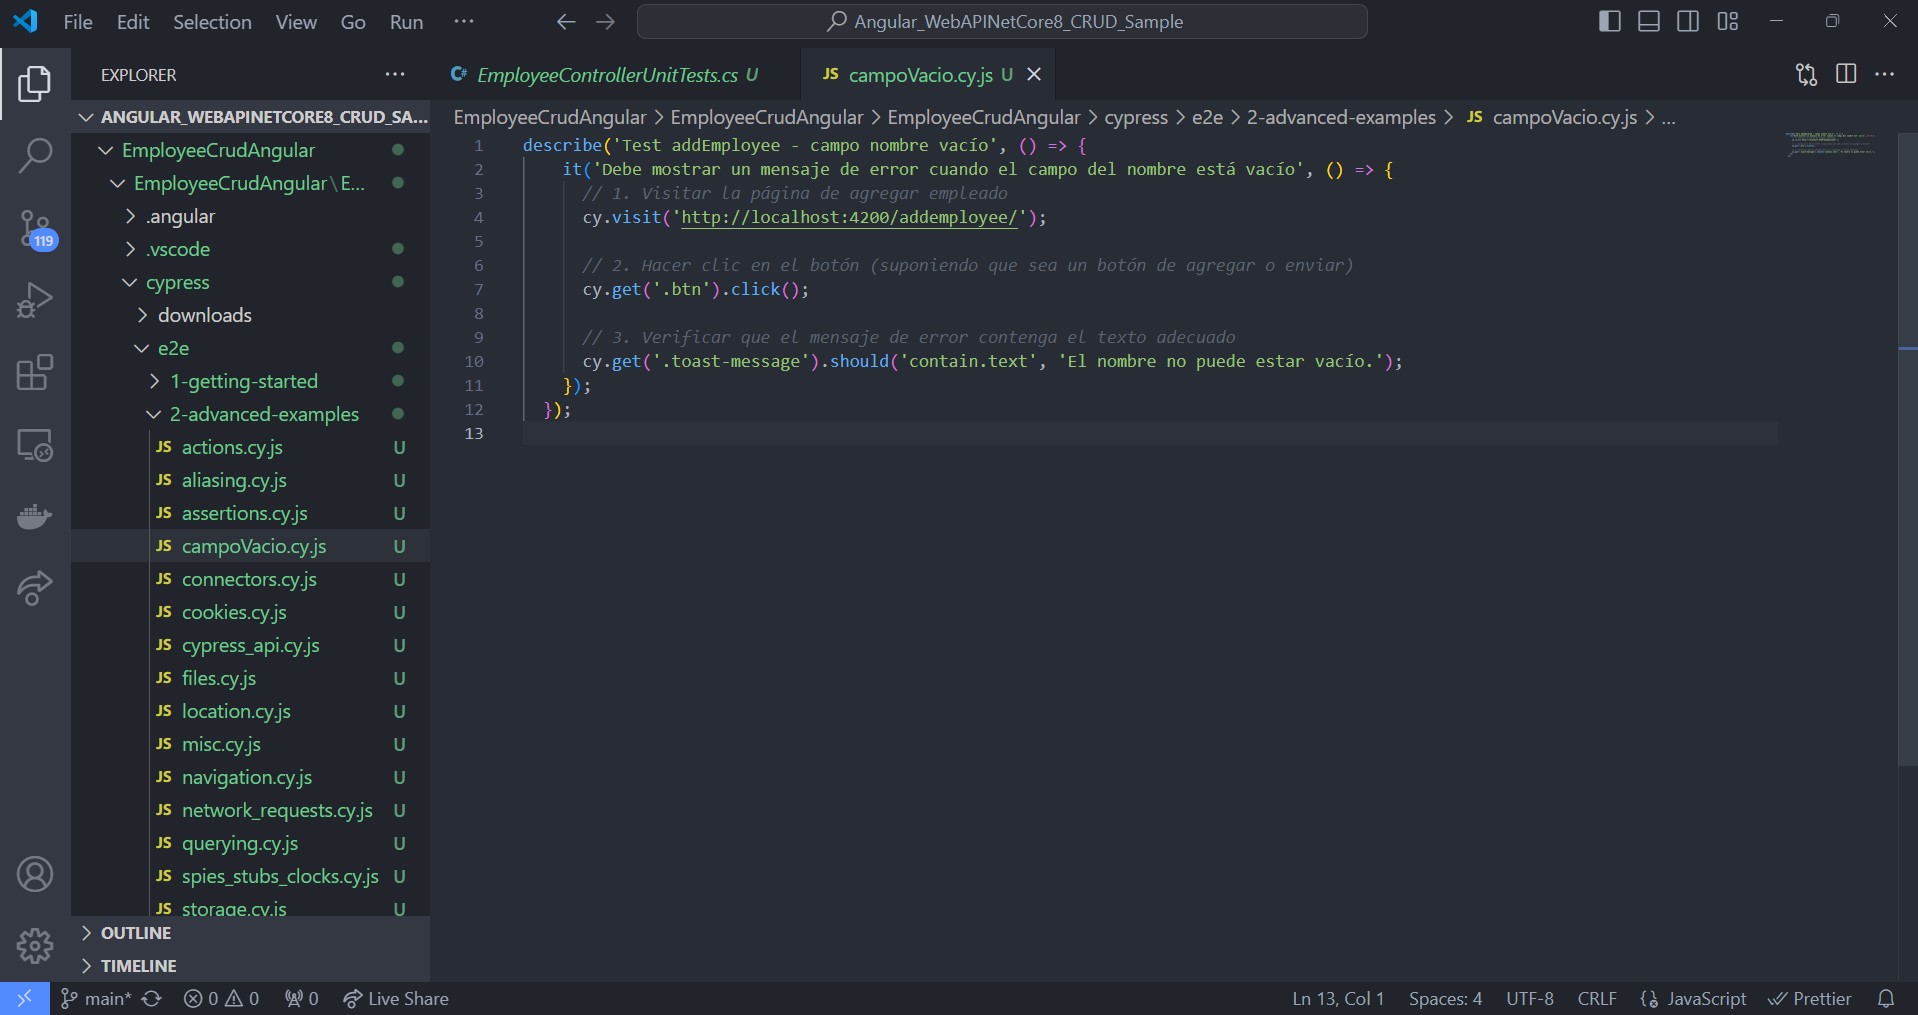 File Edit Selection View Go Run ...
Angular_WebAPINetCore8_CRUD_Sample
EXPLORER
ANGULAR_WEBAPINETCORE8_CRUD_SA...
EmployeeCrudAngular
EmployeeCrudAngular\E...
.angular
.vscode
cypress
downloads
e2e
1-getting-started
2-advanced-examples
JS actions.cy.js U
JS aliasing.cy.js U
JS assertions.cy.js U
JS campoVacio.cy.js U
JS connectors.cy.js U
JS cookies.cy.js U
JS cypress_api.cy.js U
JS files.cy.js U
JS location.cy.js U
JS misc.cy.js U
JS navigation.cy.js U
JS network_requests.cy.js U
JS querying.cy.js U
JS spies_stubs_clocks.cy.js U
JS storage.cy.js U
OUTLINE
TIMELINE
119
C# EmployeeControllerUnitTests.cs U
JS campoVacio.cy.js U
EmployeeCrudAngular > EmployeeCrudAngular > EmployeeCrudAngular > cypress > e2e > 2-advanced-examples > JS campoVacio.cy.js > ...
1 describe('Test addEmployee - campo nombre vacío', () => {
2 it('Debe mostrar un mensaje de error cuando el campo del nombre está vacío', () => {
3 // 1. Visitar la página de agregar empleado
4 cy.visit('http://localhost:4200/addemployee/');
5
6 // 2. Hacer clic en el botón (suponiendo que sea un botón de agregar o enviar)
7 cy.get('.btn').click();
8
9 // 3. Verificar que el mensaje de error contenga el texto adecuado
10 cy.get('.toast-message').should('contain.text', 'El nombre no puede estar vacío.');
11 });
12 });
13
main* 0 0 0 Live Share
Ln 13, Col 1 Spaces: 4 UTF-8 CRLF {} JavaScript Prettier